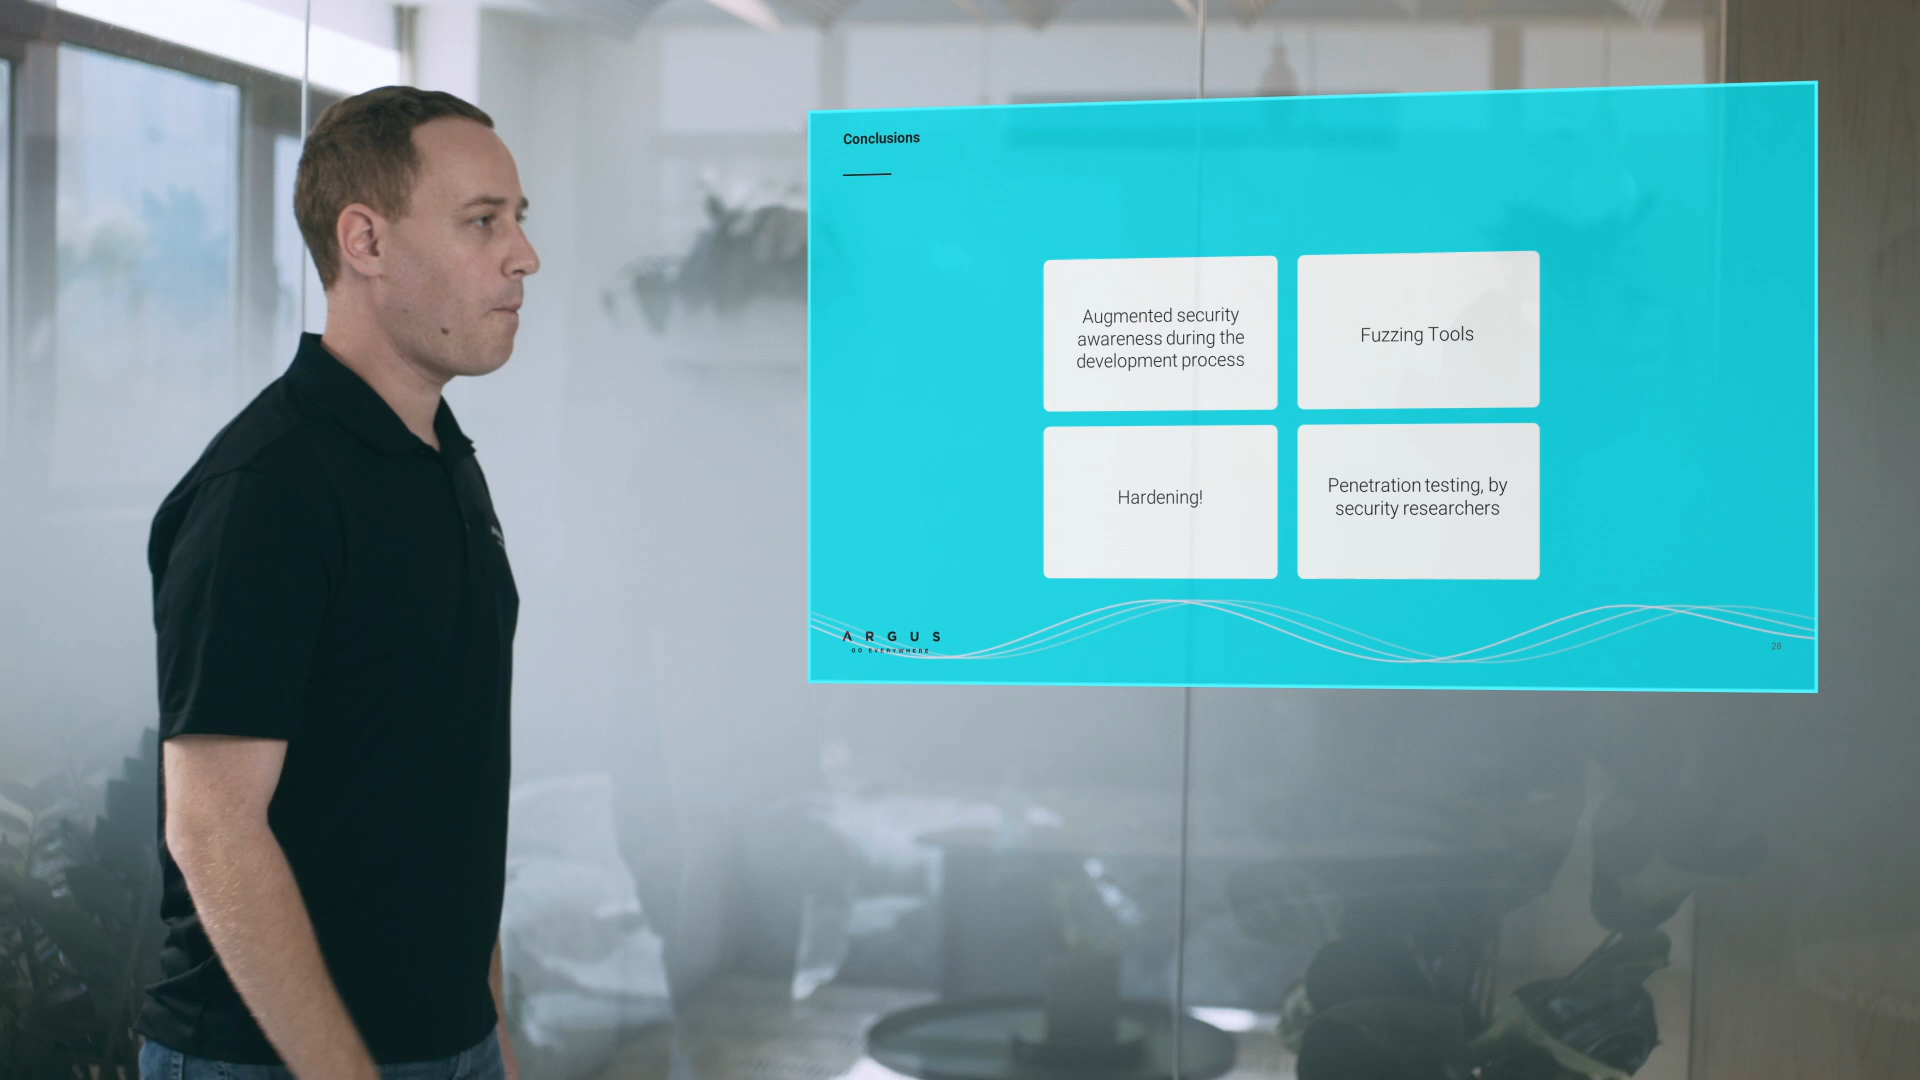 Conclusions
Augmented security
awareness during the
development process
Fuzzing Tools
Hardening!
Penetration testing, by
security researchers
ARGUS
GO EVERYWHERE
28